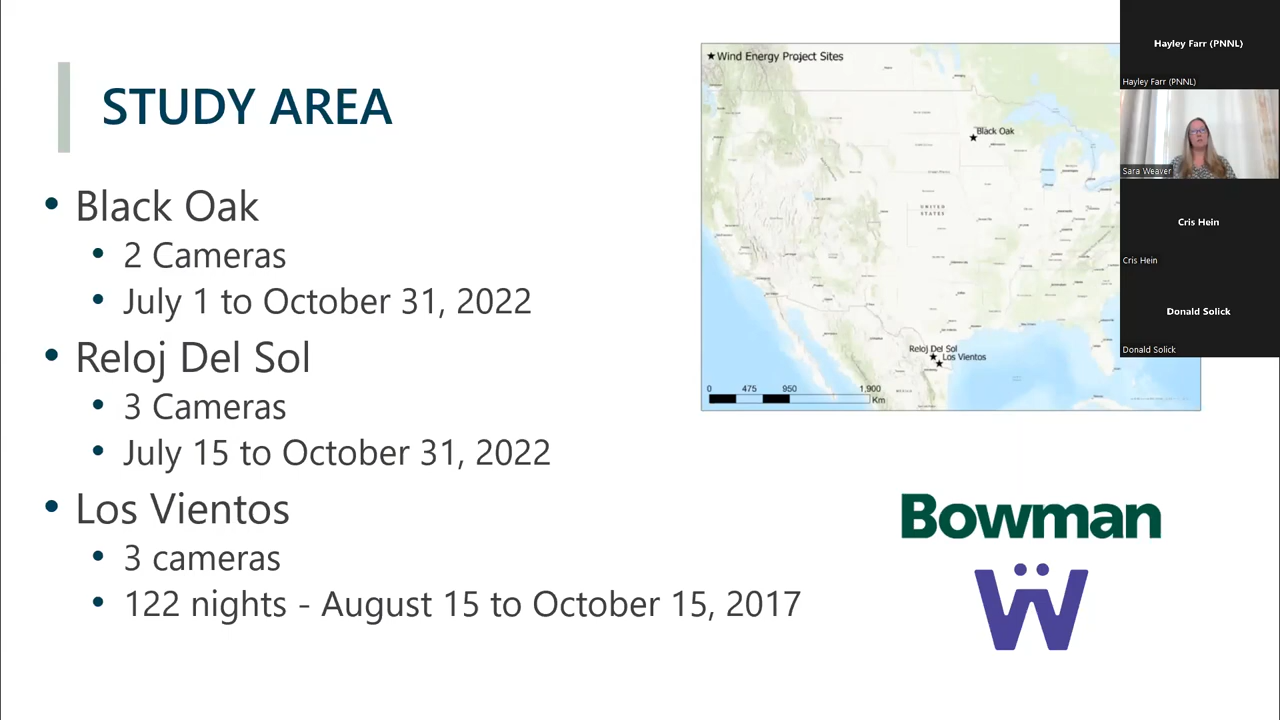 STUDY AREA
• Black Oak
• 2 Cameras
• July 1 to October 31, 2022
• Reloj Del Sol
• 3 Cameras
• July 15 to October 31, 2022
• Los Vientos
• 3 cameras
• 122 nights - August 15 to October 15, 2017
★ Wind Energy Project Sites
Black Oak
UNITED
STATES
Reloj Del Sol
Los Vientos
MEXICO
0 475 950 1,900
Km
Bowman
Hayley Farr (PNNL)
Hayley Farr (PNNL)
Sara Weaver
Cris Hein
Cris Hein
Donald Solick
Donald Solick